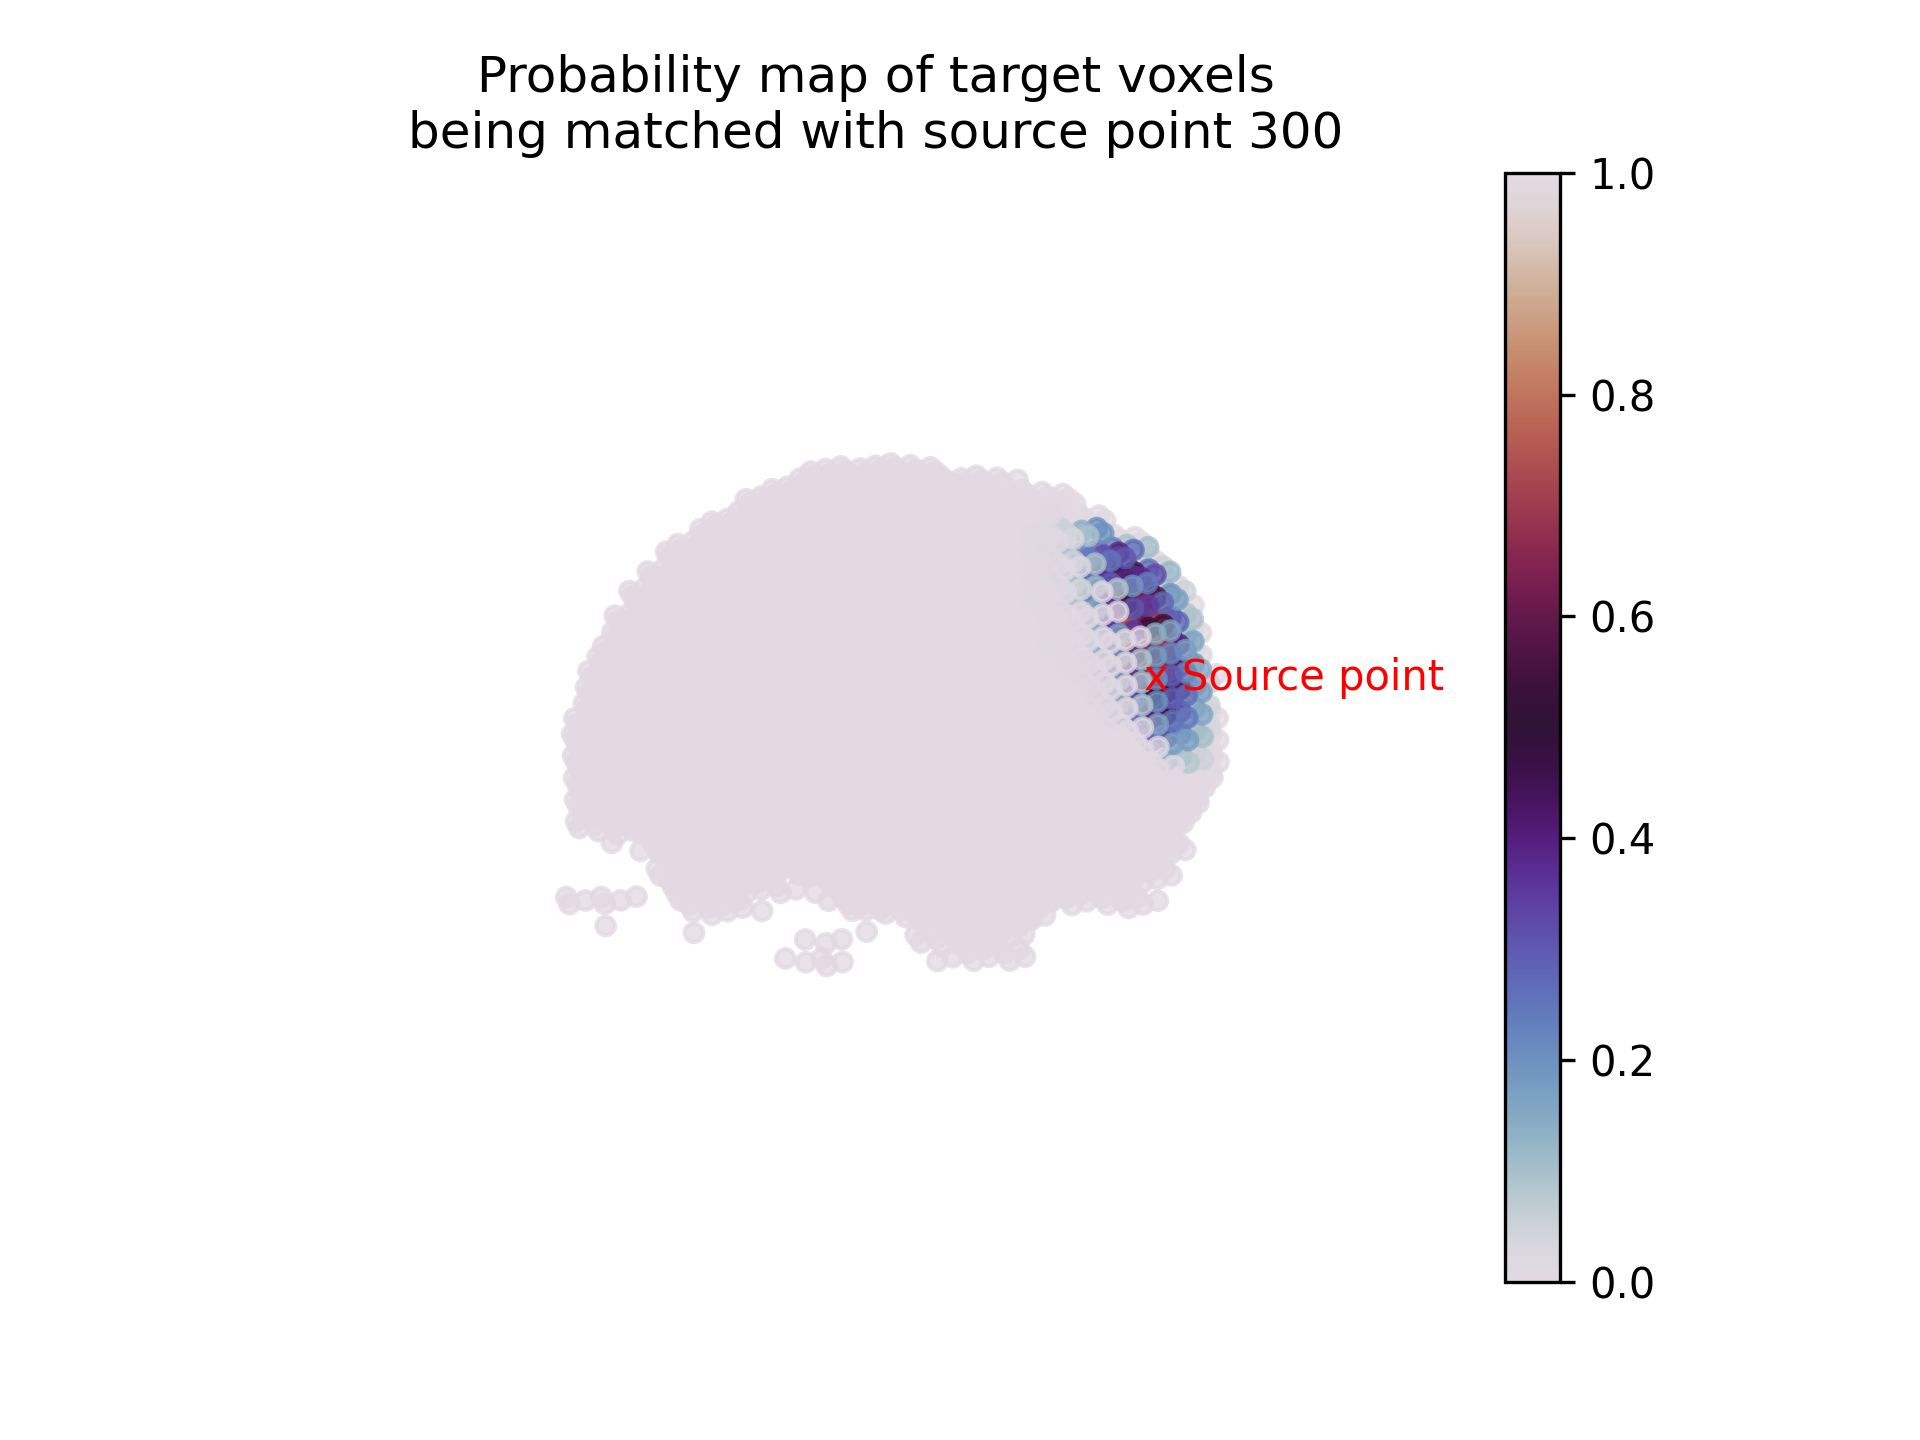 Probability map of target voxels
being matched with source point 300
1.0
0.8
0.6
x Source point
0.4
0.2
0.0